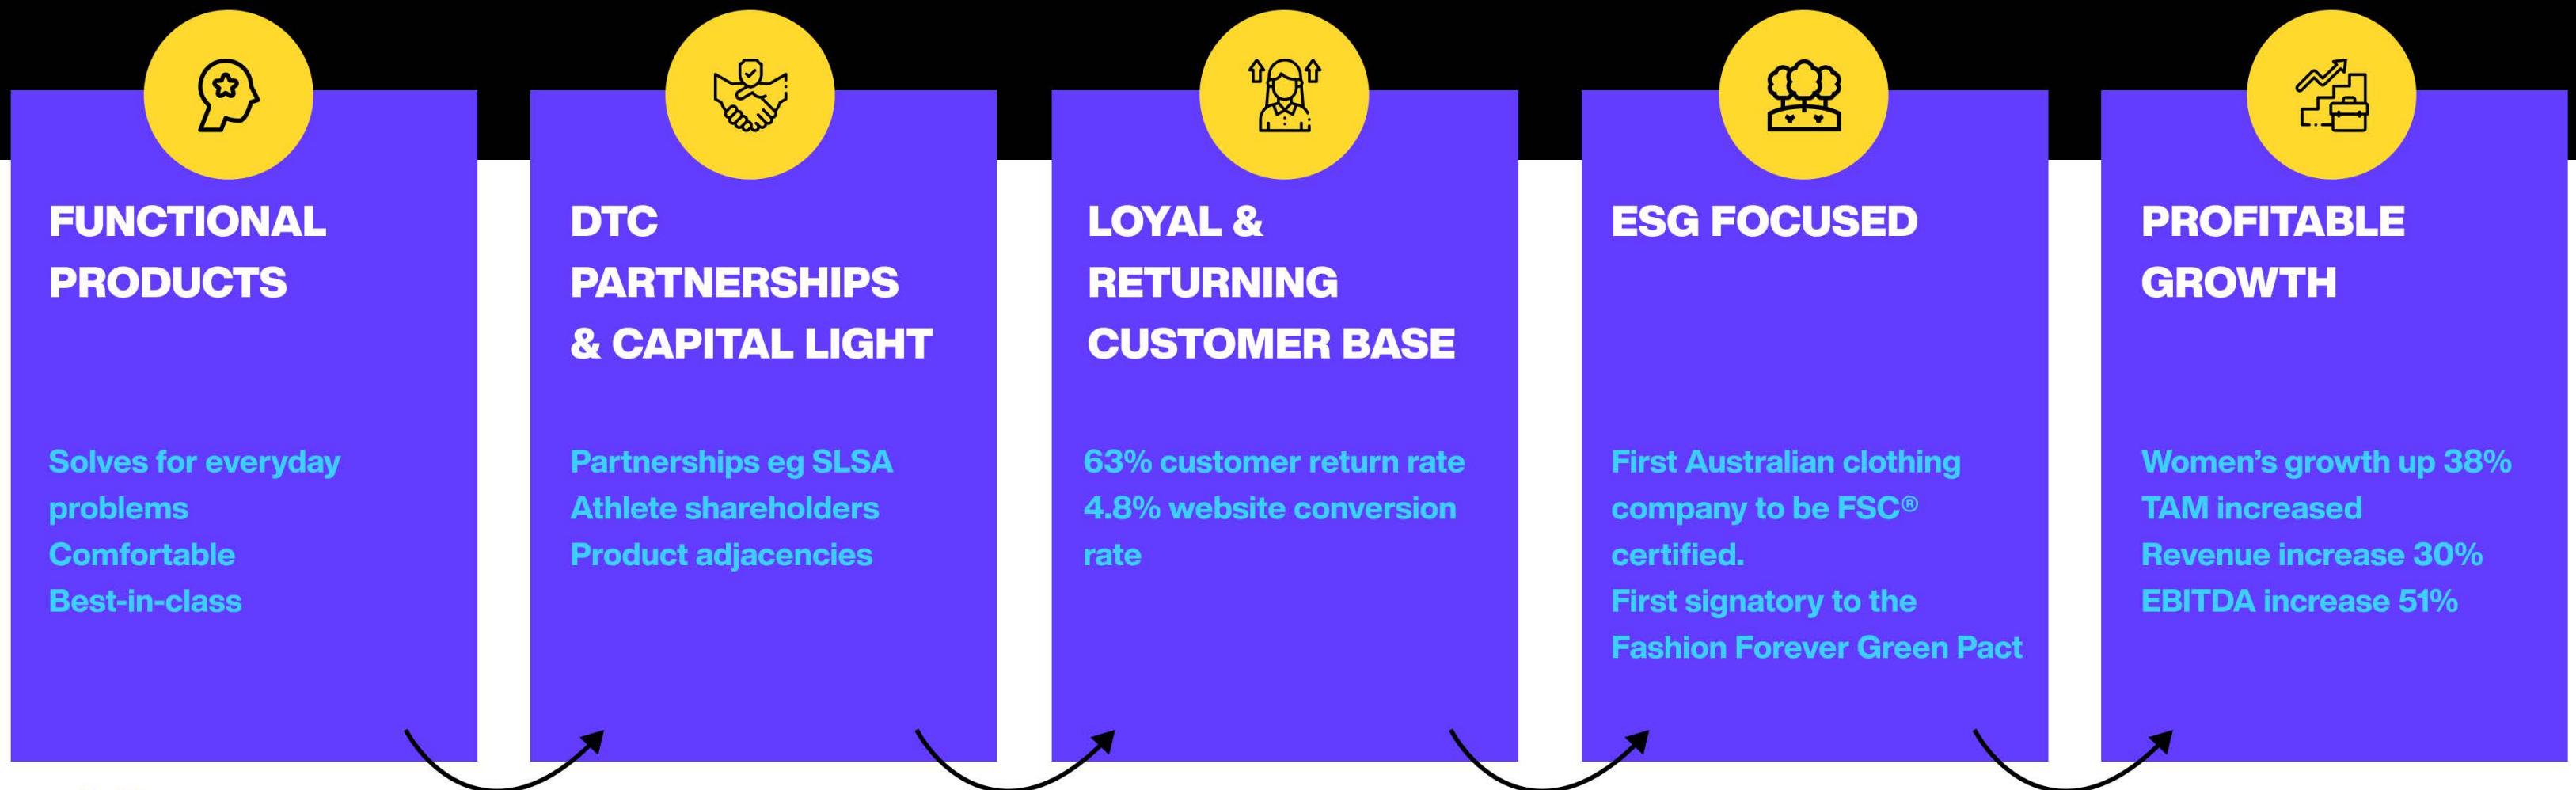 FUNCTIONAL
PRODUCTS
Solves for everyday
problems
Comfortable
Best-in-class
DTC
PARTNERSHIPS
& CAPITAL LIGHT
Partnerships eg SLSA
Athlete shareholders
Product adjacencies
LOYAL &
RETURNING
CUSTOMER BASE
63% customer return rate
4.8% website conversion
rate
ESG FOCUSED
First Australian clothing
company to be FSC®
certified.
First signatory to the
Fashion Forever Green Pact
PROFITABLE
GROWTH
Women’s growth up 38%
TAM increased
Revenue increase 30%
EBITDA increase 51%